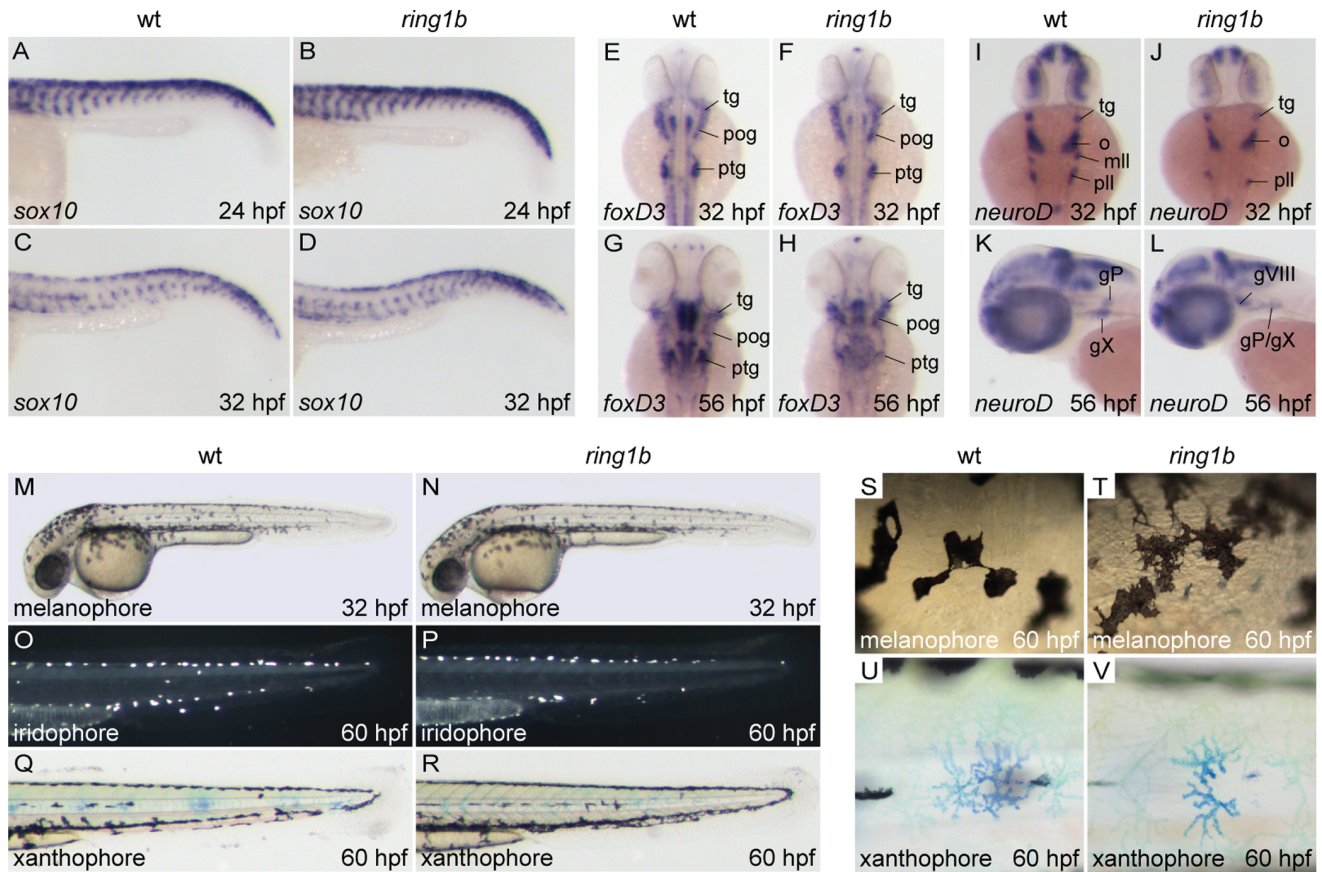 wt ring1b wt ring1b wt ring1b
A B E F I J
tg tg tg tg
pog pog o o
mll
ptg ptg pll pll
sox10 24 hpf sox10 24 hpf foxD3 32 hpf foxD3 32 hpf neuroD 32 hpf neuroD 32 hpf
C D G H K L
gP gVIII
tg tg
pog pog
ptg ptg gX gP/gX
sox10 32 hpf sox10 32 hpf foxD3 56 hpf foxD3 56 hpf neuroD 56 hpf neuroD 56 hpf
wt ring1b wt ring1b
M N S T
melanophore 32 hpf melanophore 32 hpf melanophore 60 hpf melanophore 60 hpf
O P U V
iridophore 60 hpf iridophore 60 hpf
Q R
xanthophore 60 hpf xanthophore 60 hpf xanthophore 60 hpf xanthophore 60 hpf